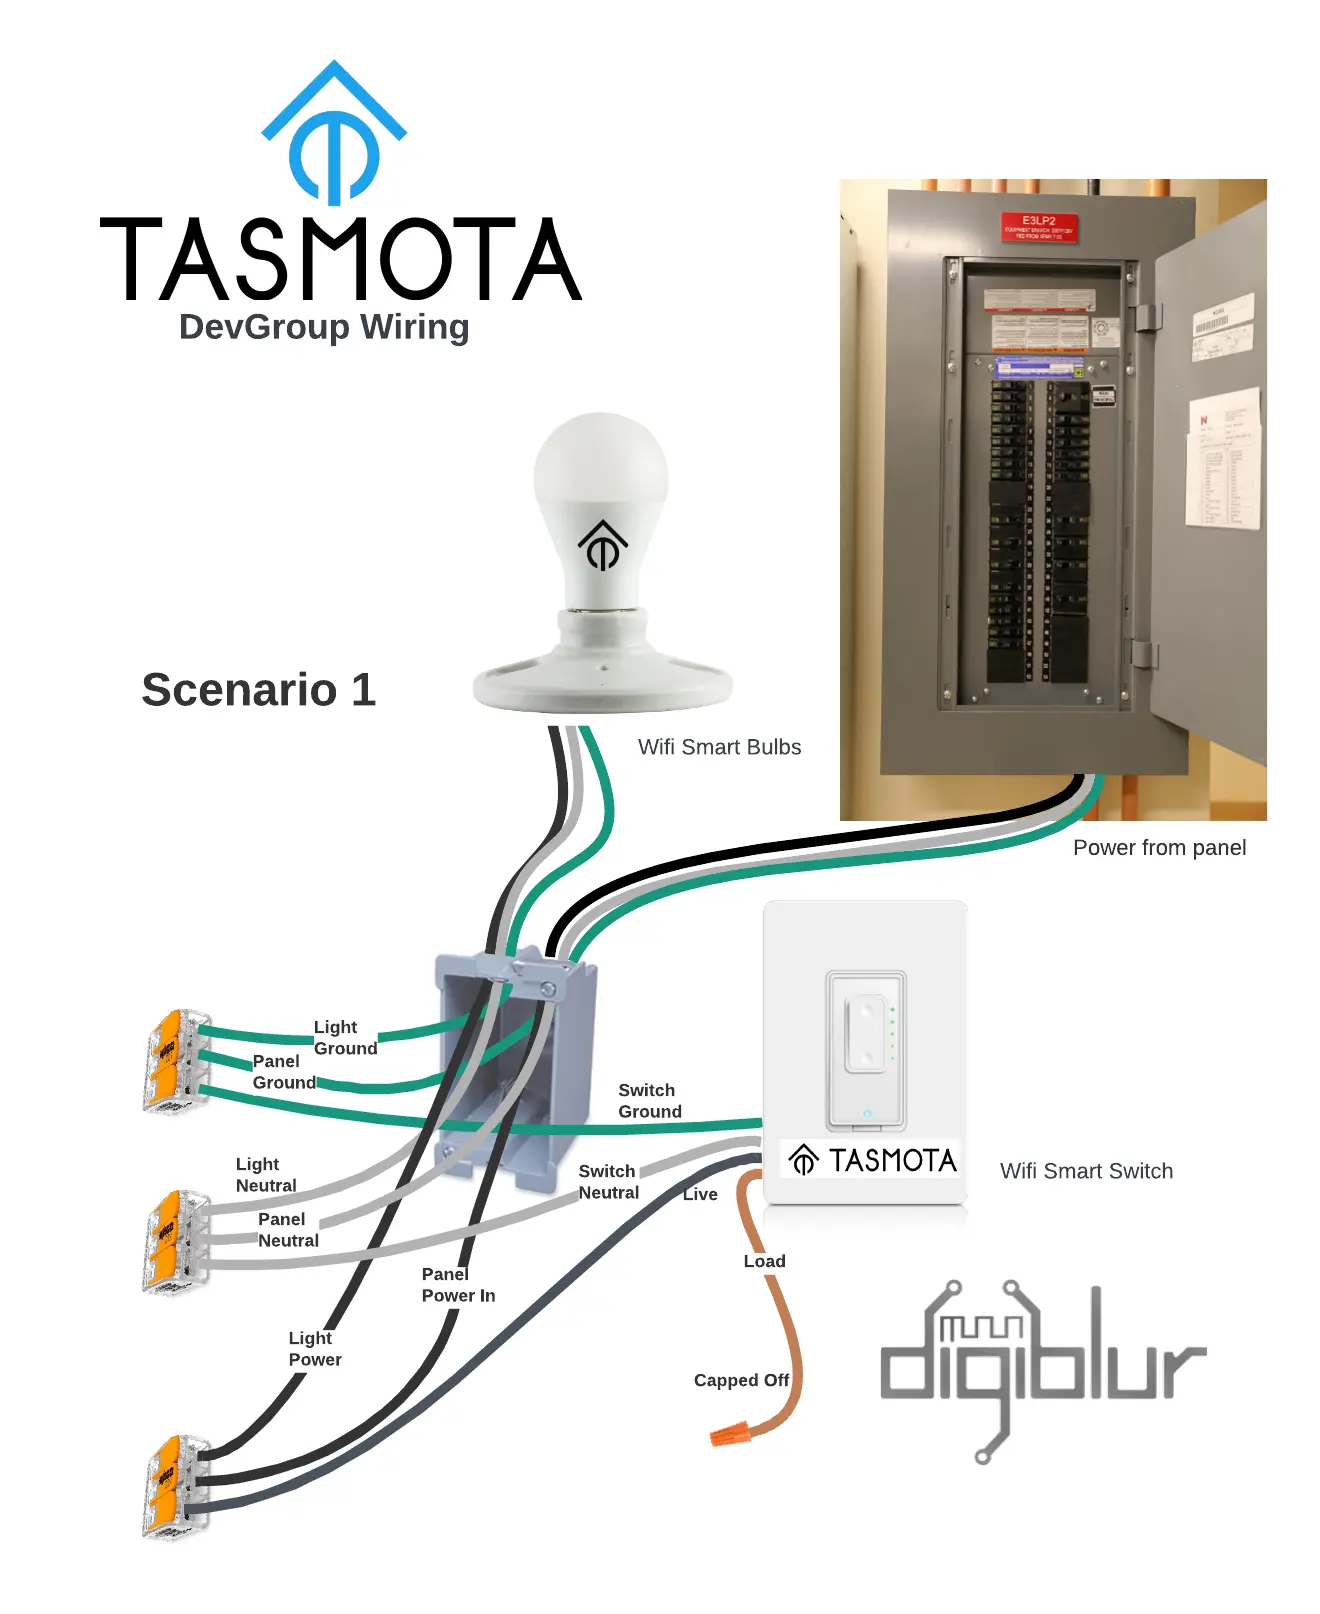 TASMOTA
DevGroup Wiring
E3LP2
Scenario 1
Wifi Smart Bulbs
Power from panel
Light
Ground
Panel
Ground
Switch
Ground
TASMOTA
Wifi Smart Switch
Light
Neutral
Switch
Neutral
Live
Panel
Neutral
Load
Panel
Power In
Light
Power
Capped Off
digiblur